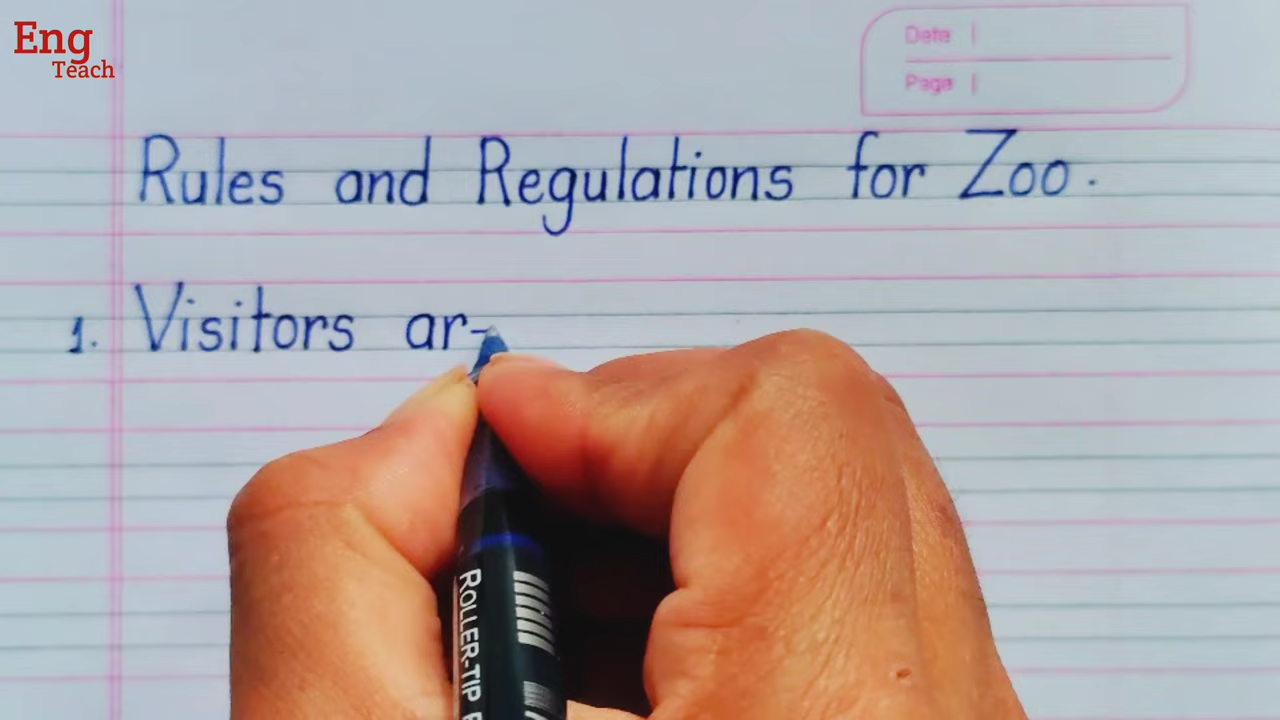 Eng
Teach
Date
Page
Rules and Regulations for Zoo.
1. Visitors ar
ROLLER-TIP